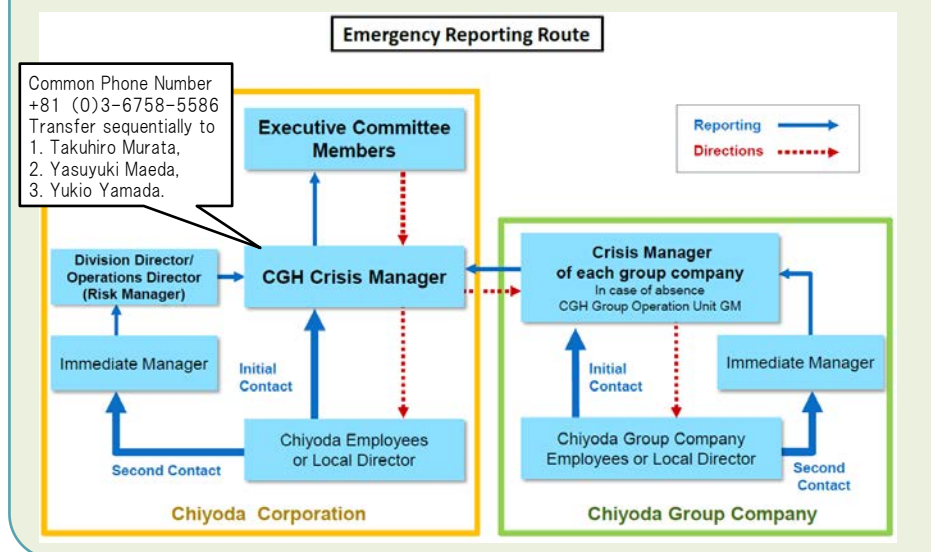 Emergency Reporting Route
Common Phone Number
+81 (0)3-6758-5586
Transfer sequentially to
1. Takuhiro Murata,
2. Yasuyuki Maeda,
3. Yukio Yamada.
Executive Committee
Members
Reporting
Directions
Division Director/
Operations Director
(Risk Manager)
CGH Crisis Manager
Crisis Manager
of each group company
In case of absence
CGH Group Operation Unit GM
Immediate Manager
Initial
Contact
Initial
Contact
Immediate Manager
Chiyoda Employees
or Local Director
Second Contact
Chiyoda Group Company
Employees or Local Director
Second
Contact
Chiyoda Corporation
Chiyoda Group Company